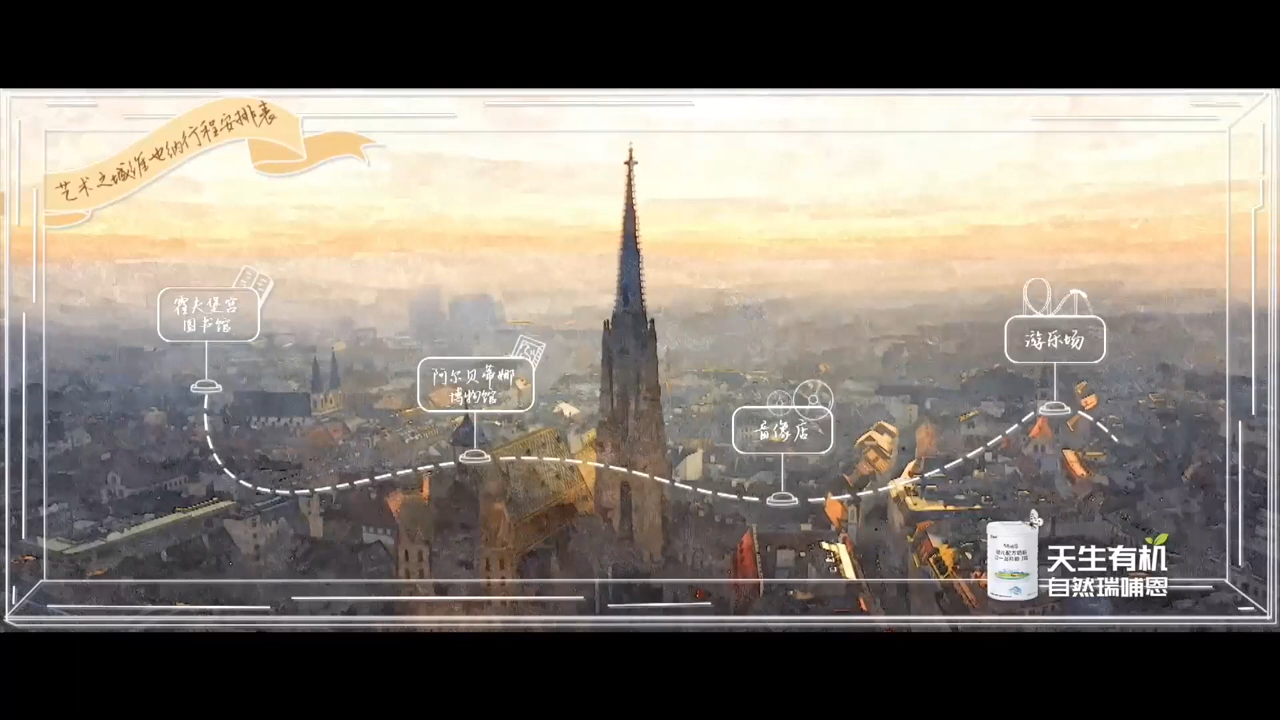 艺术之城维也纳行程安排表
霍夫堡宫
图书馆
阿尔贝蒂娜
博物馆
音像店
游乐场
天生有机
自然瑞哺恩